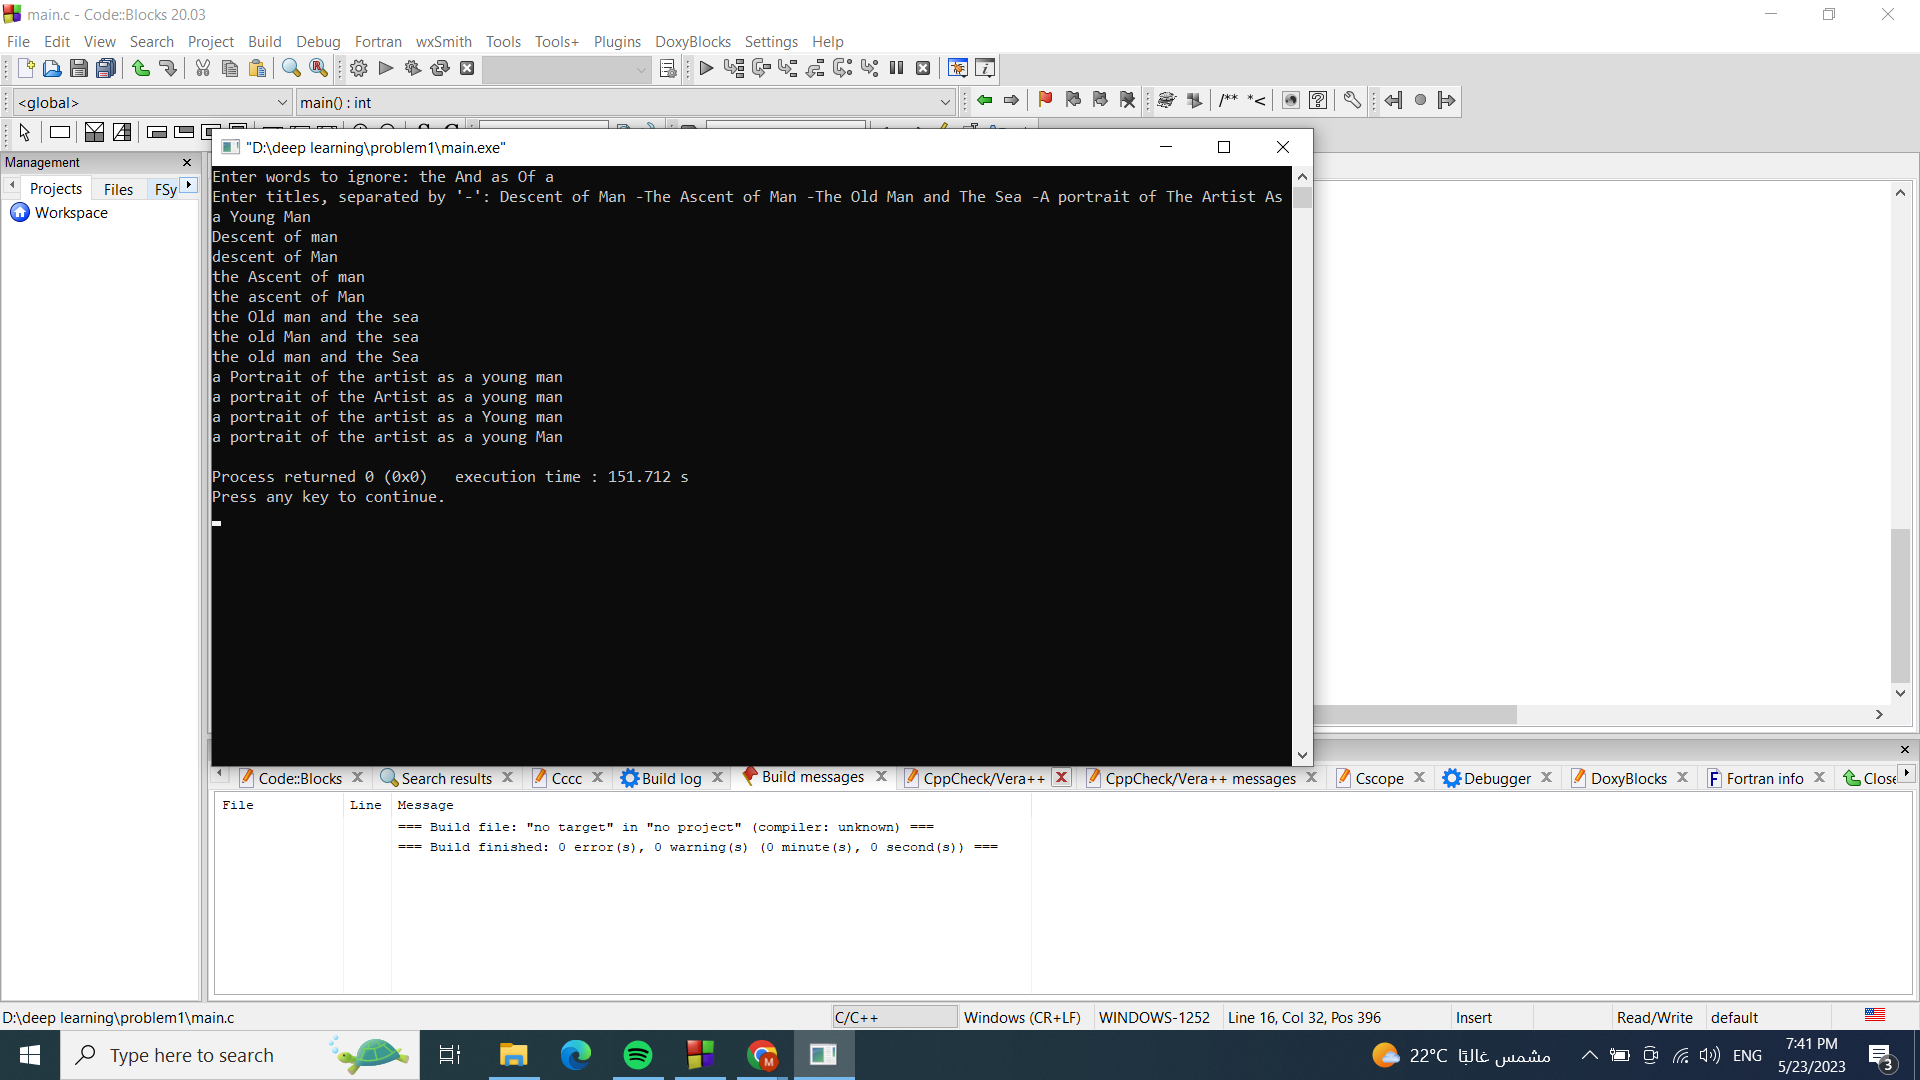 main.c - Code::Blocks 20.03
File Edit View Search Project Build Debug Fortran wxSmith Tools Tools+ Plugins DoxyBlocks Settings Help
<global> main() : int /** *<
Management
Projects Files FSy
Workspace
"D:\deep learning\problem1\main.exe"
Enter words to ignore: the And as Of a
Enter titles, separated by '-': Descent of Man -The Ascent of Man -The Old Man and The Sea -A portrait of The Artist As
a Young Man
Descent of man
descent of Man
the Ascent of man
the ascent of Man
the Old man and the sea
the old Man and the sea
the old man and the Sea
a Portrait of the artist as a young man
a portrait of the Artist as a young man
a portrait of the artist as a Young man
a portrait of the artist as a young Man
Process returned 0 (0x0)   execution time : 151.712 s
Press any key to continue.
Code::Blocks Search results Cccc Build log Build messages CppCheck/Vera++ CppCheck/Vera++ messages Cscope Debugger DoxyBlocks Fortran info Close
File Line Message
=== Build file: "no target" in "no project" (compiler: unknown) ===
=== Build finished: 0 error(s), 0 warning(s) (0 minute(s), 0 second(s)) ===
D:\deep learning\problem1\main.c C/C++ Windows (CR+LF) WINDOWS-1252 Line 16, Col 32, Pos 396 Insert Read/Write default
Type here to search 22°C مشمس غالبًا ENG 7:41 PM
5/23/2023 3